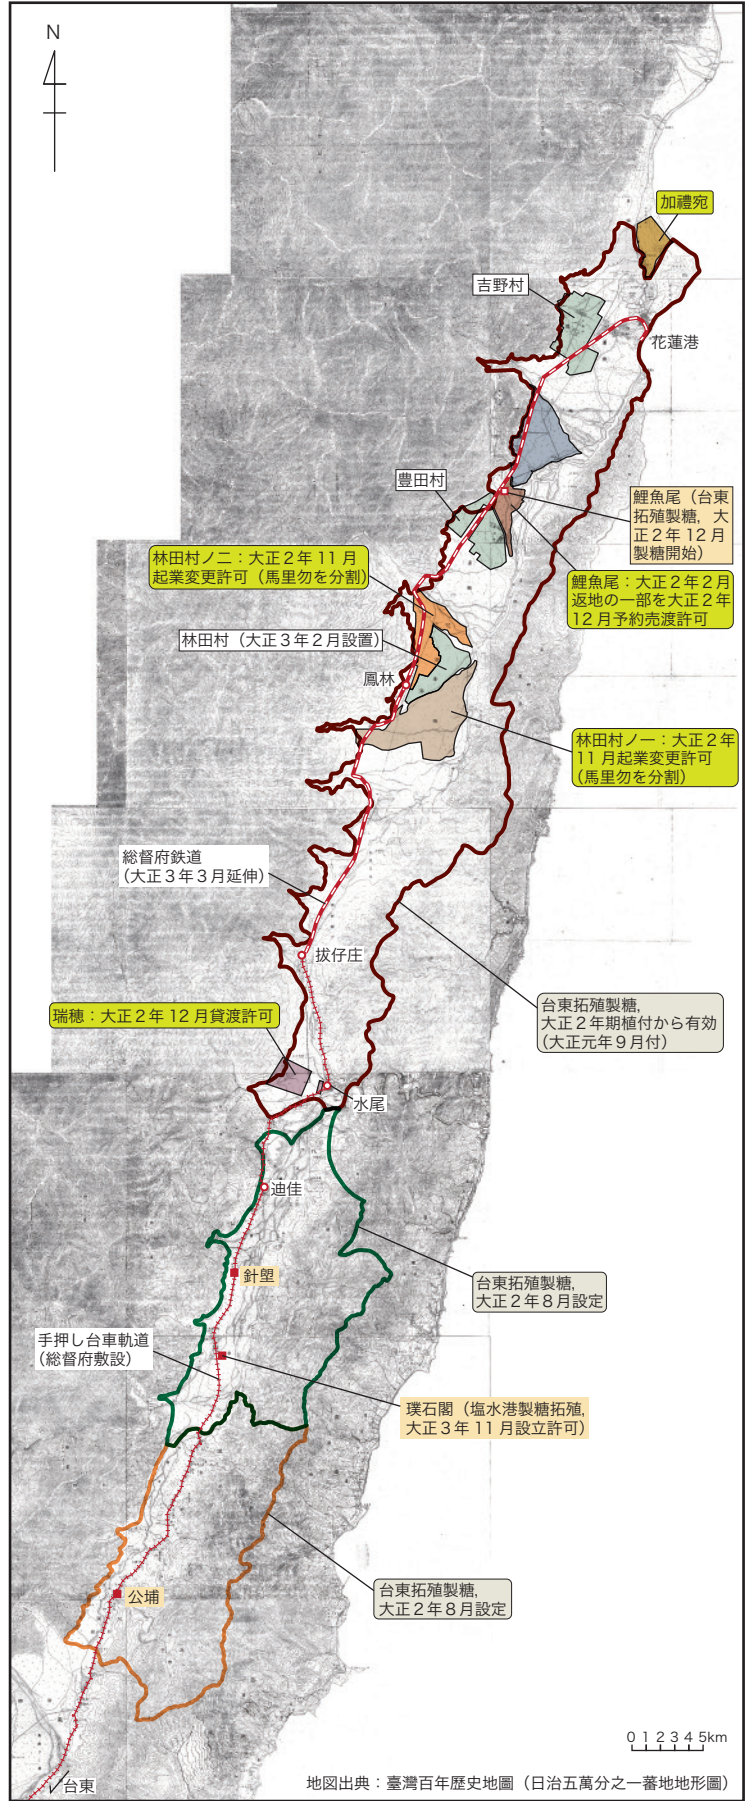 N
加禮宛
吉野村
花蓮港
鯉魚尾（台東
拓殖製糖，大
正２年 12 月
製糖開始）
豊田村
林田村ノ二：大正２年 11 月
起業変更許可（馬里勿を分割）
鯉魚尾：大正２年２月
返地の一部を大正２年
12 月予約売渡許可
林田村（大正３年２月設置）
鳳林
林田村ノ一：大正２年
11 月起業変更許可
（馬里勿を分割）
総督府鉄道
（大正３年３月延伸）
拔仔庄
台東拓殖製糖，
大正２年期植付から有効
（大正元年９月付）
瑞穂：大正２年 12 月貸渡許可
水尾
迪佳
針塱
台東拓殖製糖，
大正２年８月設定
手押し台車軌道
（総督府敷設）
璞石閣（塩水港製糖拓殖，
大正３年 11 月設立許可）
台東拓殖製糖，
大正２年８月設定
公埔
0 1 2 3 4 5km
台東
地図出典：臺灣百年歷史地圖（日治五萬分之一蕃地地形圖）